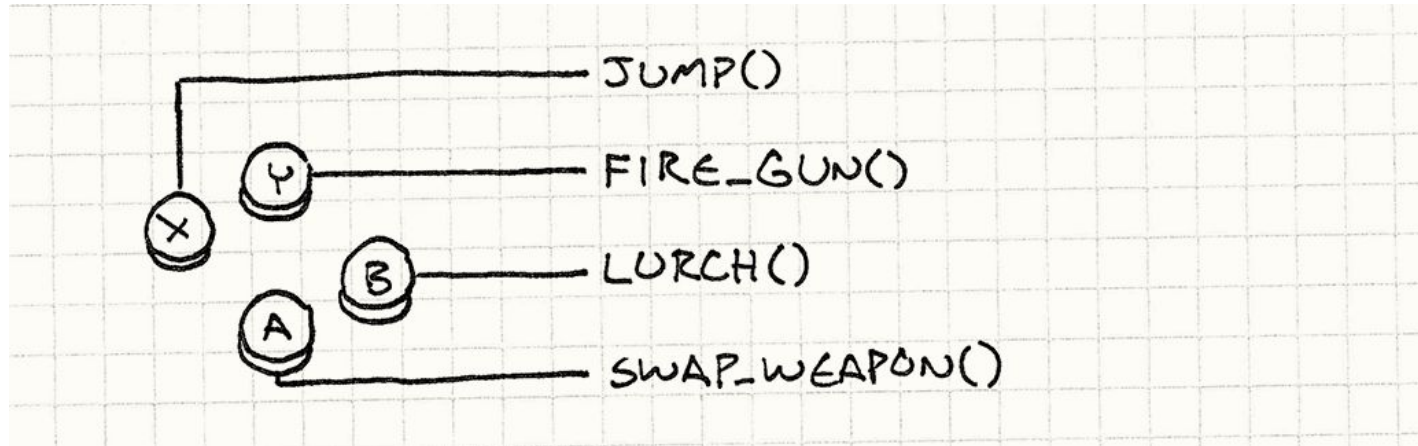 JUMP()
Y FIRE_GUN()
X
B LURCH()
A
SWAP_WEAPON()